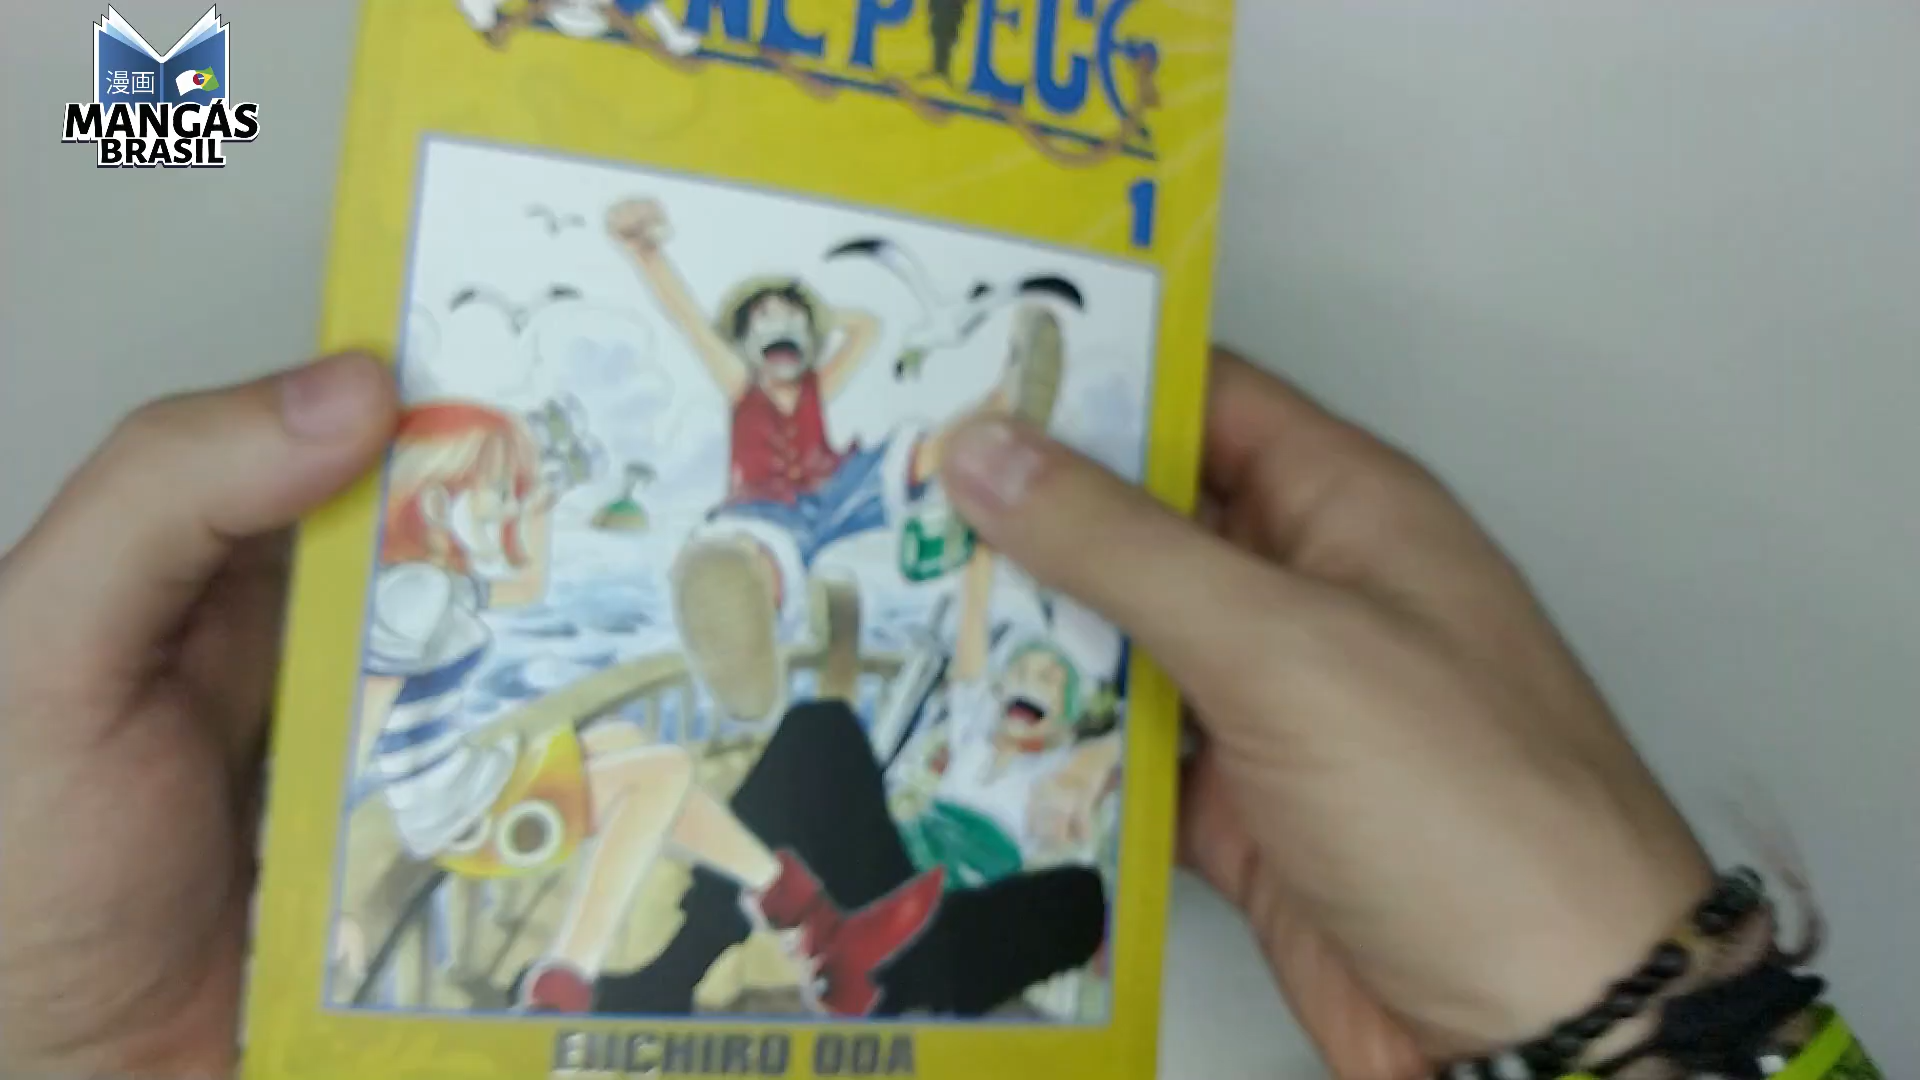 漫画
MANGÁS
BRASIL
ONE PIECE
1
EIICHIRO ODA